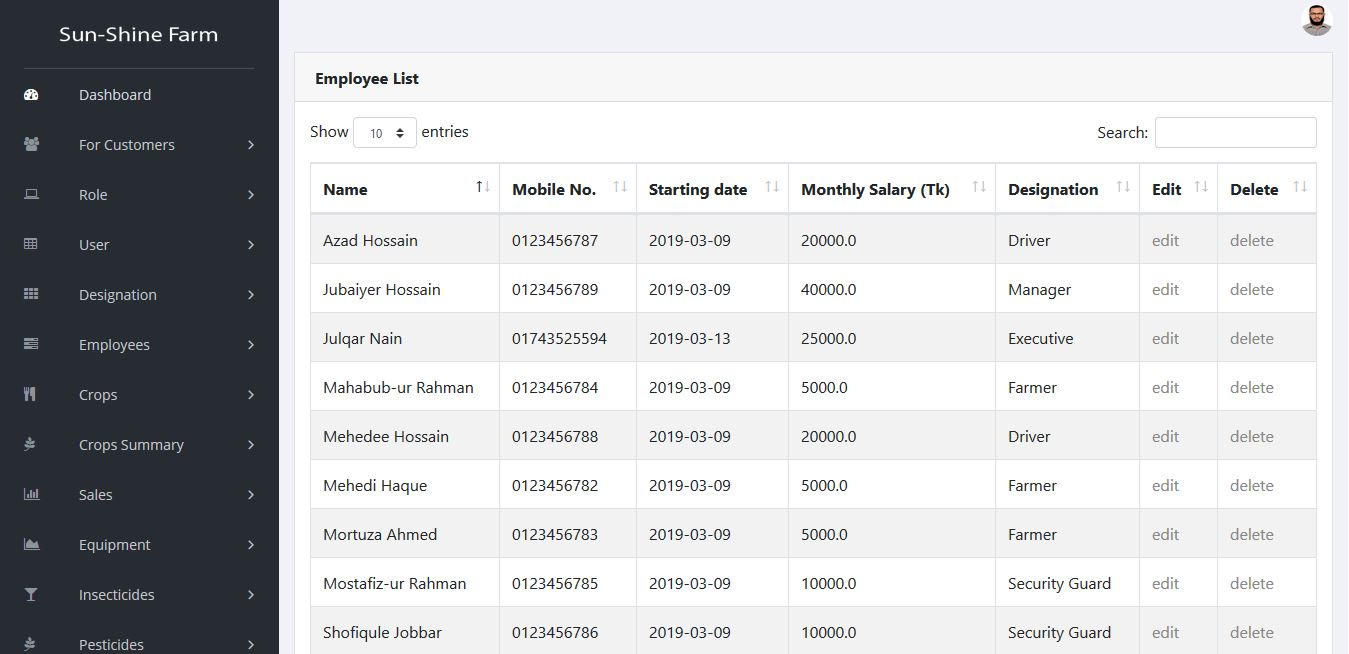 Sun-Shine Farm
Dashboard
For Customers
Role
User
Designation
Employees
Crops
Crops Summary
Sales
Equipment
Insecticides
Pesticides
Employee List
Show 10 entries Search:
Name Mobile No. Starting date Monthly Salary (Tk) Designation Edit Delete
Azad Hossain 0123456787 2019-03-09 20000.0 Driver edit delete
Jubaiyer Hossain 0123456789 2019-03-09 40000.0 Manager edit delete
Julqar Nain 01743525594 2019-03-13 25000.0 Executive edit delete
Mahabub-ur Rahman 0123456784 2019-03-09 5000.0 Farmer edit delete
Mehedee Hossain 0123456788 2019-03-09 20000.0 Driver edit delete
Mehedi Haque 0123456782 2019-03-09 5000.0 Farmer edit delete
Mortuza Ahmed 0123456783 2019-03-09 5000.0 Farmer edit delete
Mostafiz-ur Rahman 0123456785 2019-03-09 10000.0 Security Guard edit delete
Shofiqule Jobbar 0123456786 2019-03-09 10000.0 Security Guard edit delete